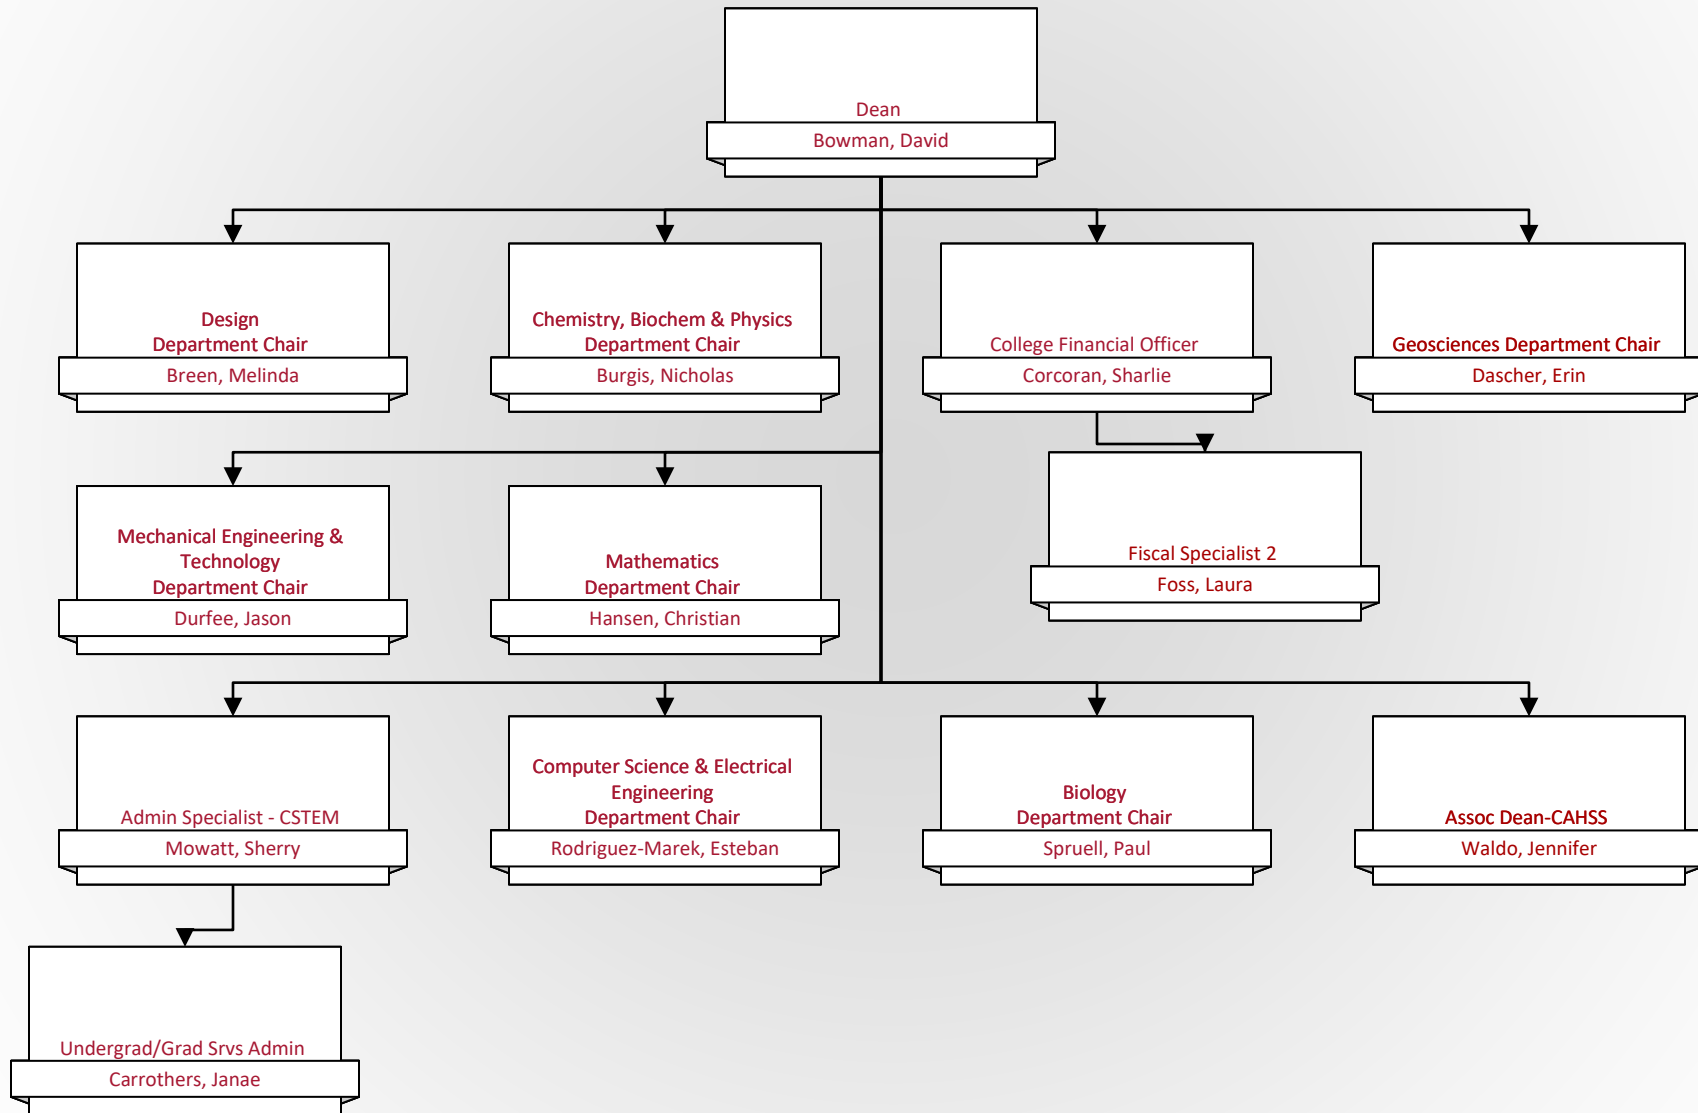 Dean
Bowman, David
Design
Department Chair
Breen, Melinda
Chemistry, Biochem & Physics
Department Chair
Burgis, Nicholas
College Financial Officer
Corcoran, Sharlie
Geosciences Department Chair
Dascher, Erin
Mechanical Engineering &
Technology
Department Chair
Durfee, Jason
Mathematics
Department Chair
Hansen, Christian
Fiscal Specialist 2
Foss, Laura
Admin Specialist - CSTEM
Mowatt, Sherry
Computer Science & Electrical
Engineering
Department Chair
Rodriguez-Marek, Esteban
Biology
Department Chair
Spruell, Paul
Assoc Dean-CAHSS
Waldo, Jennifer
Undergrad/Grad Srvs Admin
Carrothers, Janae